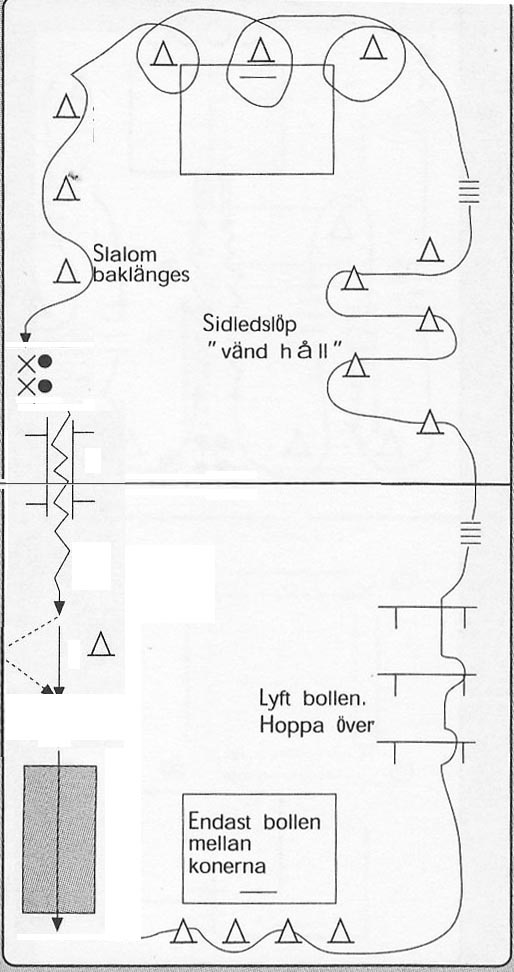 Slalom
baklänges
Sidledslöp
"vänd håll"
Lyft bollen.
Hoppa över
Endast bollen
mellan
konerna